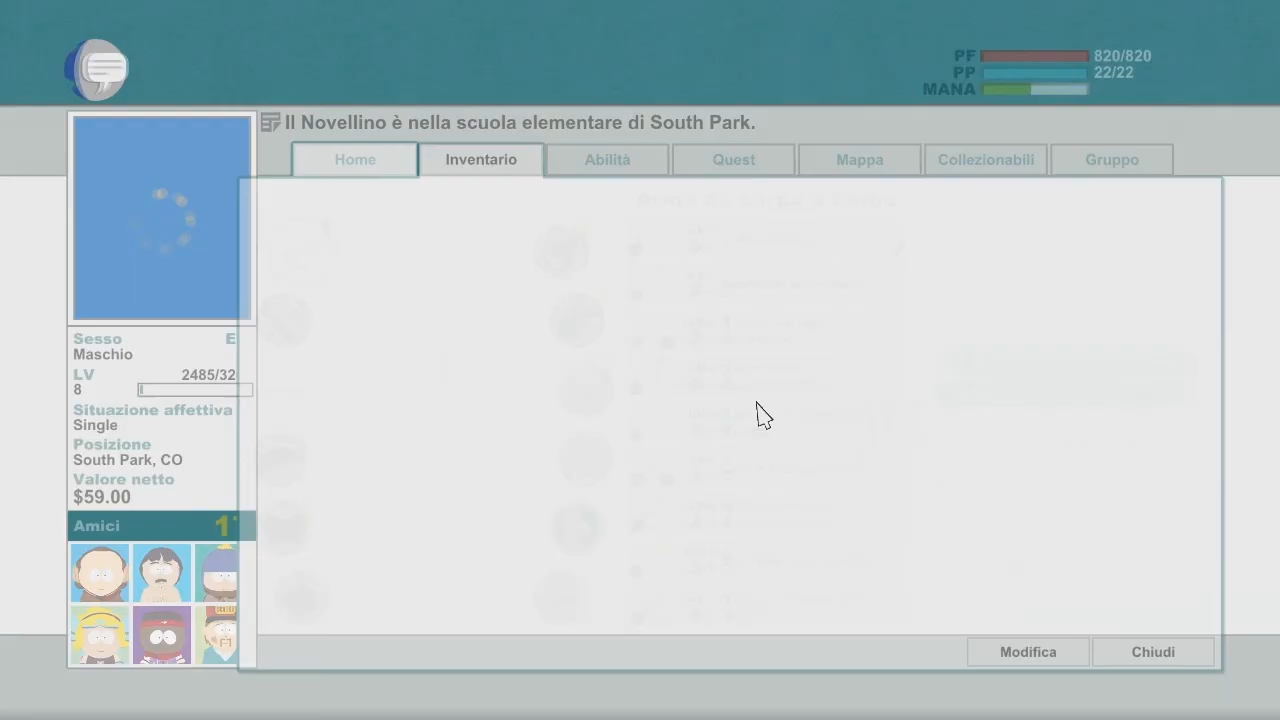 PF 820/820
PP 22/22
MANA
Il Novellino è nella scuola elementare di South Park.
Home Inventario Abilità Quest Mappa Collezionabili Gruppo
Sesso E
Maschio
LV 2485/32
8
Situazione affettiva
Single
Posizione
South Park, CO
Valore netto
$59.00
Amici 1
Modifica Chiudi